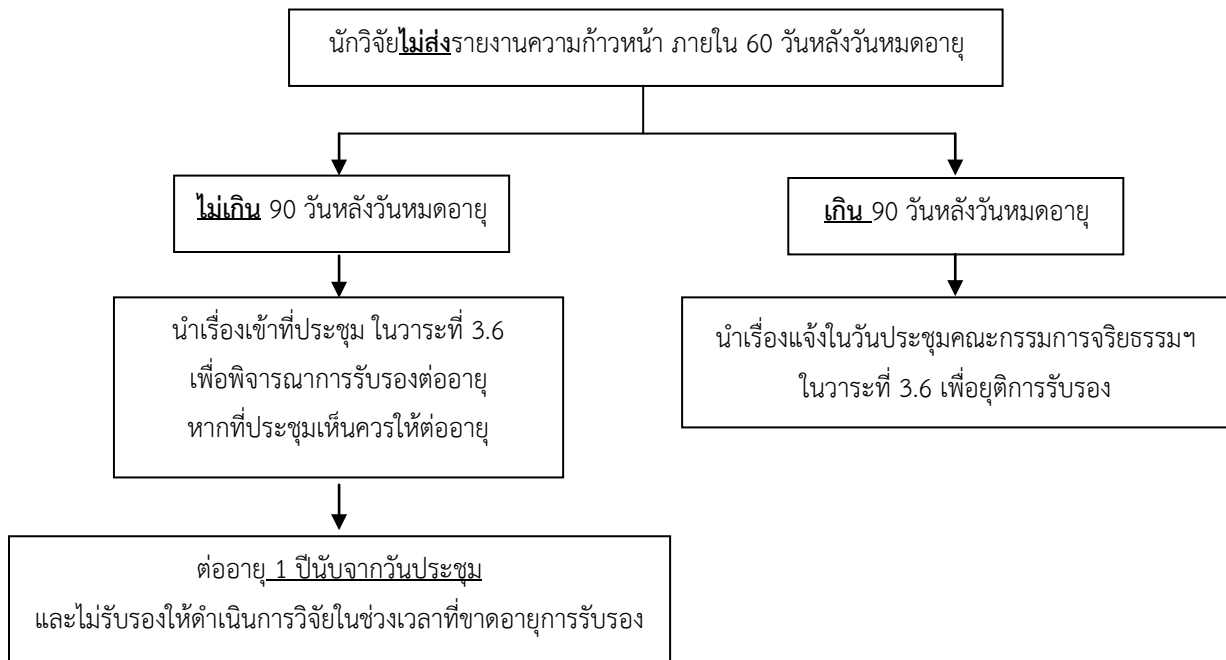 นักวิจัยไม่ส่งรายงานความก้าวหน้า ภายใน 60 วันหลังวันหมดอายุ
ไม่เกิน 90 วันหลังวันหมดอายุ
เกิน 90 วันหลังวันหมดอายุ
นำเรื่องเข้าที่ประชุม ในวาระที่ 3.6
เพื่อพิจารณาการรับรองต่ออายุ
หากที่ประชุมเห็นควรให้ต่ออายุ
นำเรื่องแจ้งในวันประชุมคณะกรรมการจริยธรรมฯ
ในวาระที่ 3.6 เพื่อยุติการรับรอง
ต่ออายุ 1 ปีนับจากวันประชุม
และไม่รับรองให้ดำเนินการวิจัยในช่วงเวลาที่ขาดอายุการรับรอง